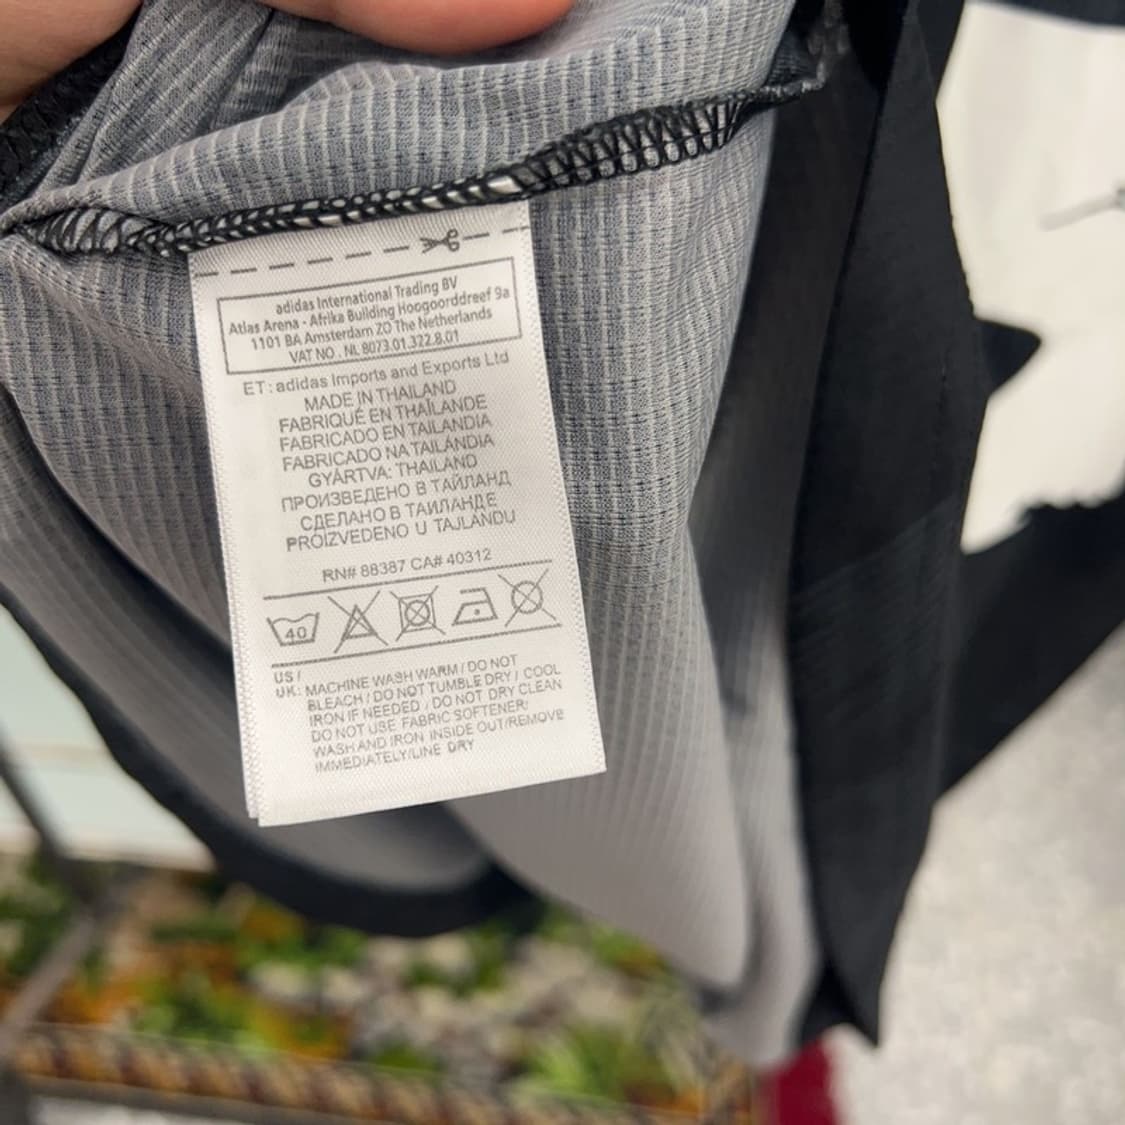 adidas International Trading BV
Atlas Arena - Afrika Building Hoogoorddreef 9a
1101 BA Amsterdam ZO The Netherlands
VAT NO . NL 8073.01.322.8.01
ET: adidas Imports and Exports Ltd
MADE IN THAILAND
FABRIQUÉ EN THAÏLANDE
FABRICADO EN TAILANDIA
FABRICADO NA TAILÂNDIA
GYÁRTVA: THAILAND
ПРОИЗВЕДЕНО В ТАЙЛАНД
СДЕЛАНО В ТАИЛАНДЕ
PROIZVEDENO U TAJLANDU
RN# 88387 CA# 40312
40
US /
UK: MACHINE WASH WARM / DO NOT
BLEACH / DO NOT TUMBLE DRY / COOL
IRON IF NEEDED / DO NOT DRY CLEAN
DO NOT USE FABRIC SOFTENER/
WASH AND IRON INSIDE OUT/REMOVE
IMMEDIATELY/LINE DRY